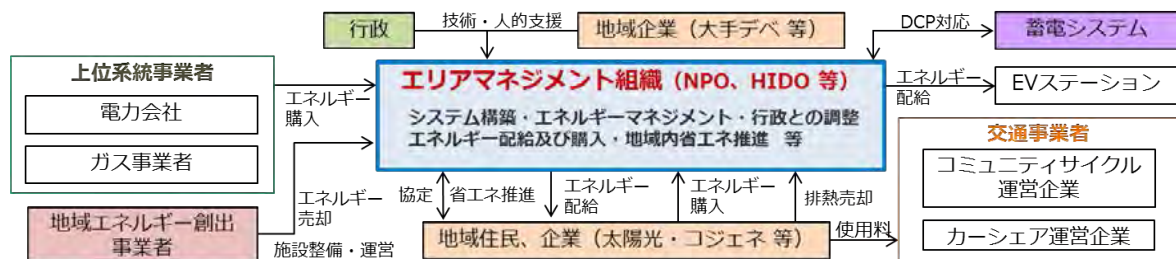 行政
技術・人的支援
地域企業（大手デベ 等）
DCP対応
蓄電システム
上位系統事業者
電力会社
ガス事業者
エネルギー
購入
エリアマネジメント組織（NPO、HIDO 等）
システム構築・エネルギーマネジメント・行政との調整
エネルギー配給及び購入・地域内省エネ推進 等
エネルギー
配給
EVステーション
交通事業者
コミュニティサイクル
運営企業
カーシェア運営企業
地域エネルギー創出
事業者
エネルギー
売却
施設整備・運営
協定
省エネ推進
エネルギー
配給
エネルギー
購入
排熱売却
地域住民、企業（太陽光・コジェネ 等）
使用料